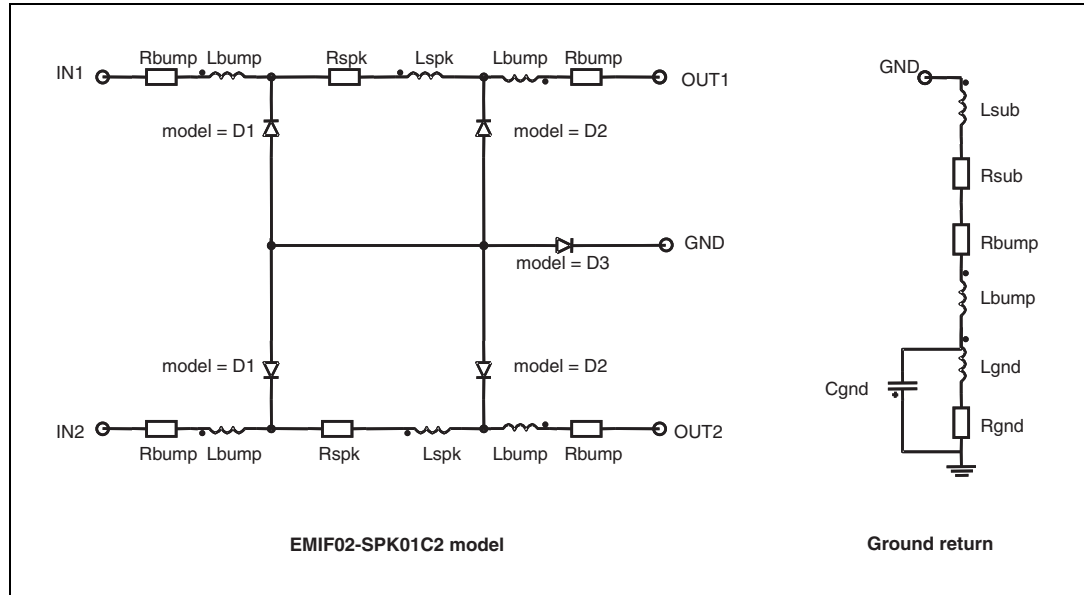 Rbump Lbump Rspk Lspk Lbump Rbump
IN1 OUT1
model = D1 model = D2
GND
model = D3
model = D1 model = D2
IN2 OUT2
Rbump Lbump Rspk Lspk Lbump Rbump
EMIF02-SPK01C2 model
GND
Lsub
Rsub
Rbump
Lbump
Lgnd
Cgnd
Rgnd
Ground return